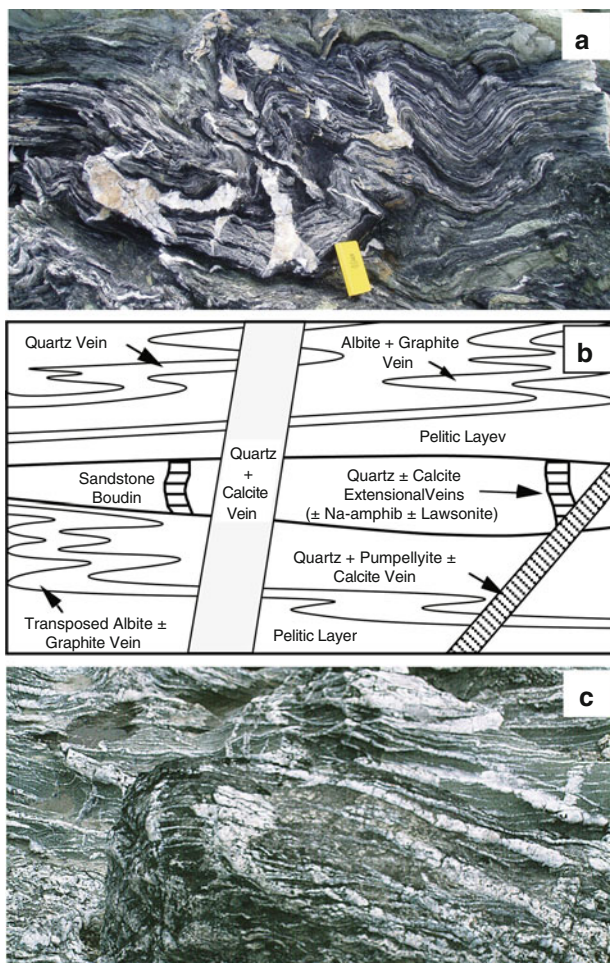 a
b
Quartz Vein
Albite + Graphite
Vein
Pelitic Layev
Sandstone
Boudin
Quartz
+
Calcite
Vein
Quartz ± Calcite
ExtensionalVeins
(± Na-amphib ± Lawsonite)
Quartz + Pumpellyite ±
Calcite Vein
Transposed Albite ±
Graphite Vein
Pelitic Layer
c